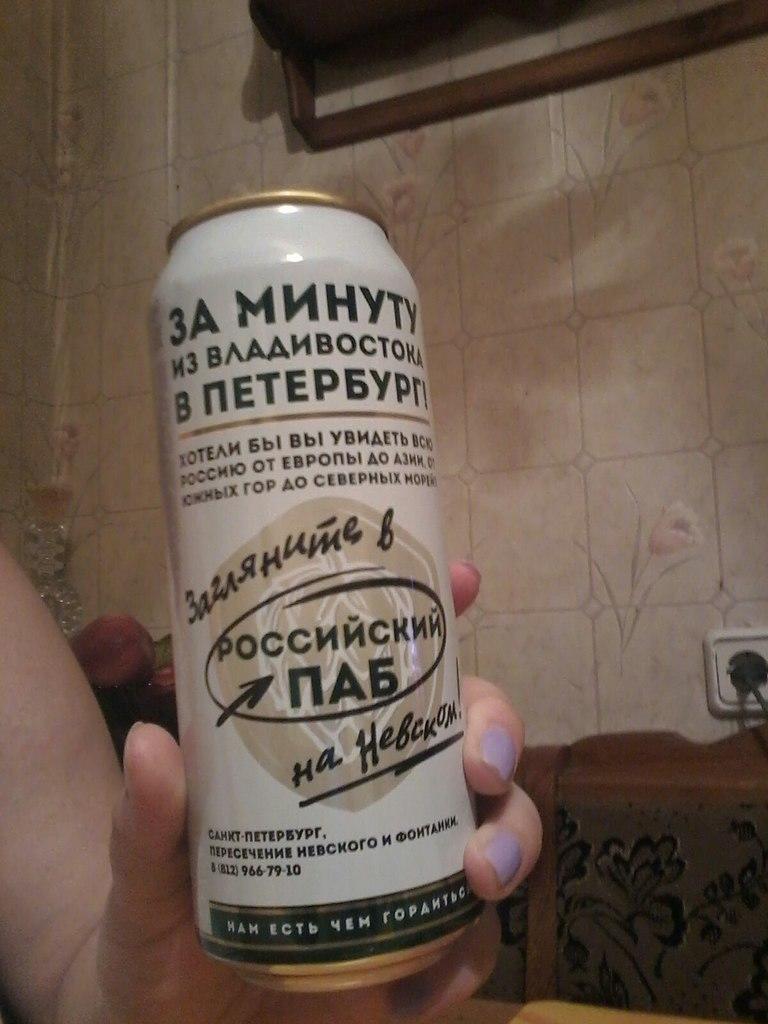 ЗА МИНУТУ
ИЗ ВЛАДИВОСТОКА
В ПЕТЕРБУРГ!
ХОТЕЛИ БЫ ВЫ УВИДЕТЬ ВСЮ
РОССИЮ ОТ ЕВРОПЫ ДО АЗИИ, ОТ
ЮЖНЫХ ГОР ДО СЕВЕРНЫХ МОРЕЙ
Загляните в
РОССИЙСКИЙ
ПАБ
на Невском!
САНКТ-ПЕТЕРБУРГ,
ПЕРЕСЕЧЕНИЕ НЕВСКОГО И ФОНТАНКИ.
8 (812) 966-79-10
НАМ ЕСТЬ ЧЕМ ГОРДИТЬС